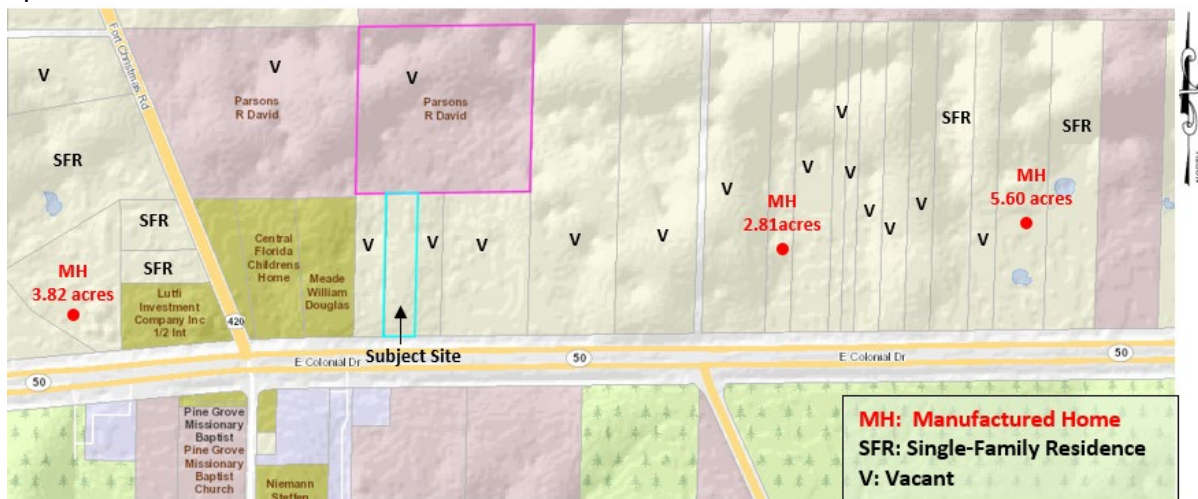 Fort Christmas Rd
V
V
V
Parsons
R David
Parsons
R David
SFR
SFR
SFR
V
SFR
SFR
V
V
V
V
V
V
V
V
V
V
V
V
V
MH
5.60 acres
MH
2.81acres
MH
3.82 acres
Central
Florida
Childrens
Home
Meade
William
Douglas
Lutfi
Investment
Company Inc
1/2 Int
420
Subject Site
E Colonial Dr
50
E Colonial Dr
50
50
Pine Grove
Missionary
Baptist
Pine Grove
Missionary
Baptist
Church
Niemann
Steffen
MH: Manufactured Home
SFR: Single-Family Residence
V: Vacant